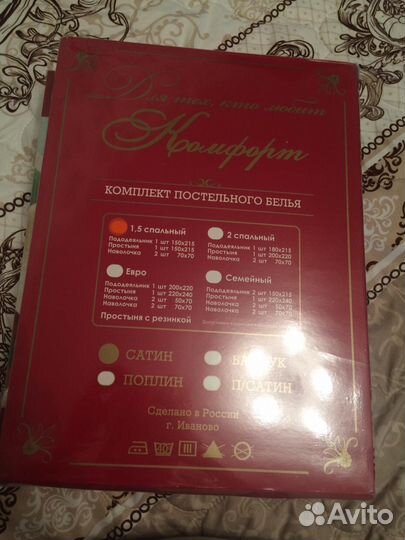 Для тех, кто любит
Комфорт
КОМПЛЕКТ ПОСТЕЛЬНОГО БЕЛЬЯ
1,5 спальный
Пододеяльник 1 шт 150х215
Простыня 1 шт 150х215
Наволочка 2 шт 70х70
2 спальный
Пододеяльник 1 шт 180х215
Простыня 1 шт 200х220
Наволочка 2 шт 70х70
Евро
Пододеяльник 1 шт 200х220
Простыня 1 шт 220х240
Наволочка 2 шт 50х70
Наволочка 2 шт 70х70
Семейный
Пододеяльник 2 шт 150х215
Простыня 1 шт 220х240
Наволочка 2 шт 50х70
Наволочка 2 шт 70х70
Простыня с резинкой
САТИН
ПОПЛИН
П/САТИН
Сделано в России
г. Иваново
40
Avito